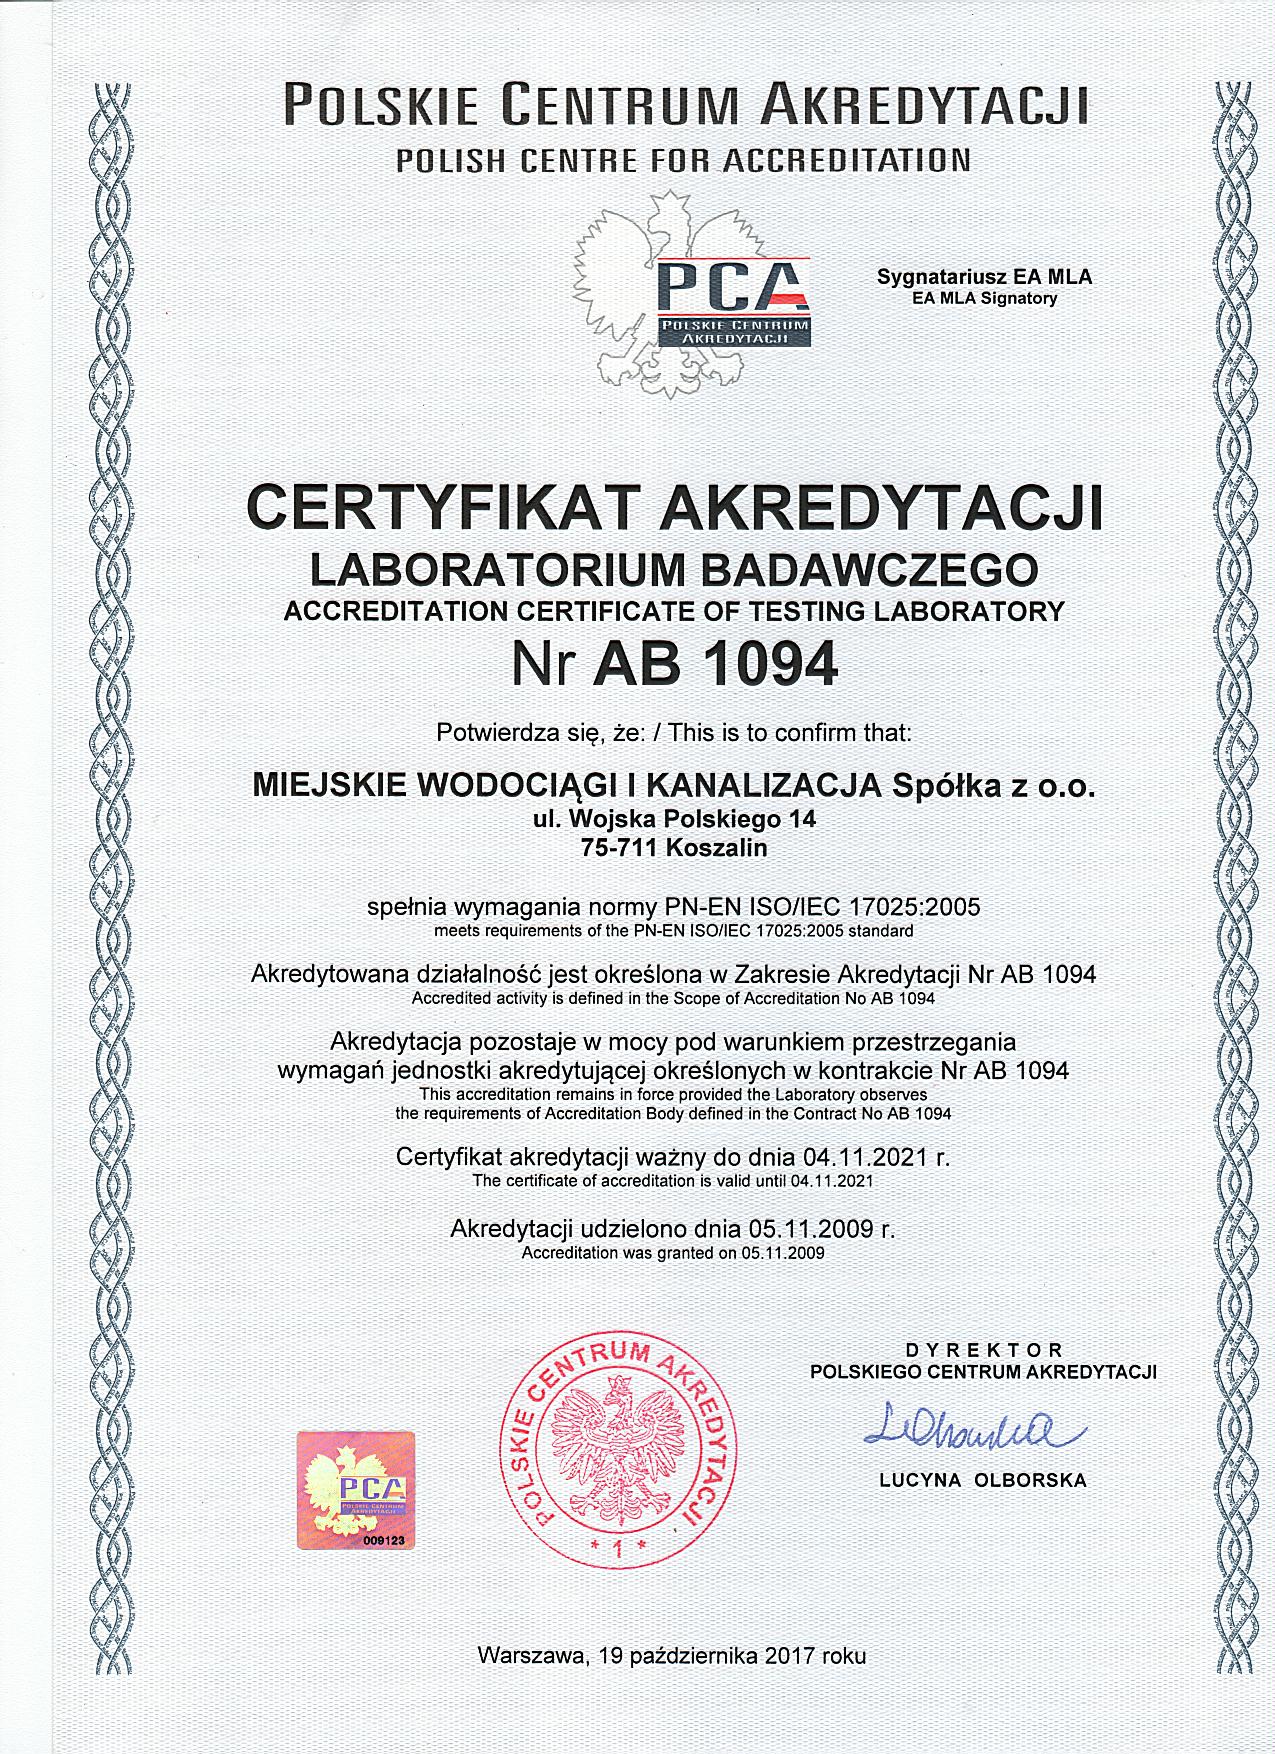 POLSKIE CENTRUM AKREDYTACJI
POLISH CENTRE FOR ACCREDITATION
PCA
POLSKIE CENTRUM
AKREDYTACJI
Sygnatariusz EA MLA
EA MLA Signatory
CERTYFIKAT AKREDYTACJI
LABORATORIUM BADAWCZEGO
ACCREDITATION CERTIFICATE OF TESTING LABORATORY
Nr AB 1094
Potwierdza się, że: / This is to confirm that:
MIEJSKIE WODOCIĄGI I KANALIZACJA Spółka z o.o.
ul. Wojska Polskiego 14
75-711 Koszalin
spełnia wymagania normy PN-EN ISO/IEC 17025:2005
meets requirements of the PN-EN ISO/IEC 17025:2005 standard
Akredytowana działalność jest określona w Zakresie Akredytacji Nr AB 1094
Accredited activity is defined in the Scope of Accreditation No AB 1094
Akredytacja pozostaje w mocy pod warunkiem przestrzegania
wymagań jednostki akredytującej określonych w kontrakcie Nr AB 1094
This accreditation remains in force provided the Laboratory observes
the requirements of Accreditation Body defined in the Contract No AB 1094
Certyfikat akredytacji ważny do dnia 04.11.2021 r.
The certificate of accreditation is valid until 04.11.2021
Akredytacji udzielono dnia 05.11.2009 r.
Accreditation was granted on 05.11.2009
DYREKTOR
POLSKIEGO CENTRUM AKREDYTACJI
LUCYNA OLBORSKA
POLSKIE CENTRUM AKREDYTACJI
* 1 *
PCA
POLSKIE CENTRUM
AKREDYTACJI
009123
Warszawa, 19 października 2017 roku